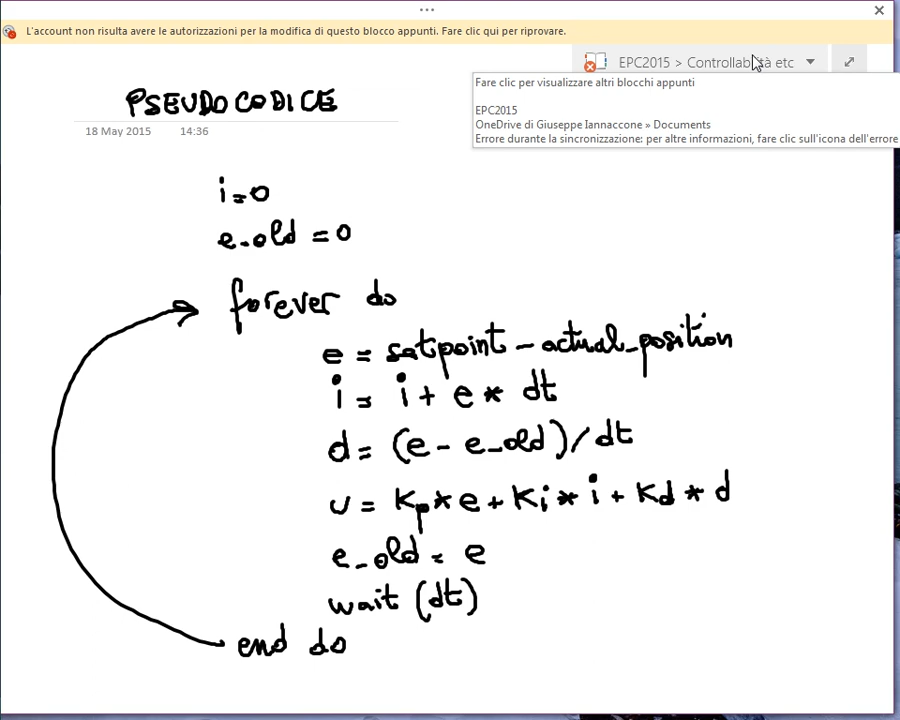 L'account non risulta avere le autorizzazioni per la modifica di questo blocco appunti. Fare clic qui per riprovare.
EPC2015 > Controllabilità etc
Fare clic per visualizzare altri blocchi appunti
PSEUDOCODICE
EPC2015
OneDrive di Giuseppe Iannaccone » Documents
18 May 2015 14:36
Errore durante la sincronizzazione: per altre informazioni, fare clic sull'icona dell'errore
i=0
e_old = 0
forever do
e = setpoint - actual_position
i = i + e * dt
d = (e - e_old)/dt
u = Kp * e + Ki * i + Kd * d
e_old = e
wait (dt)
end do